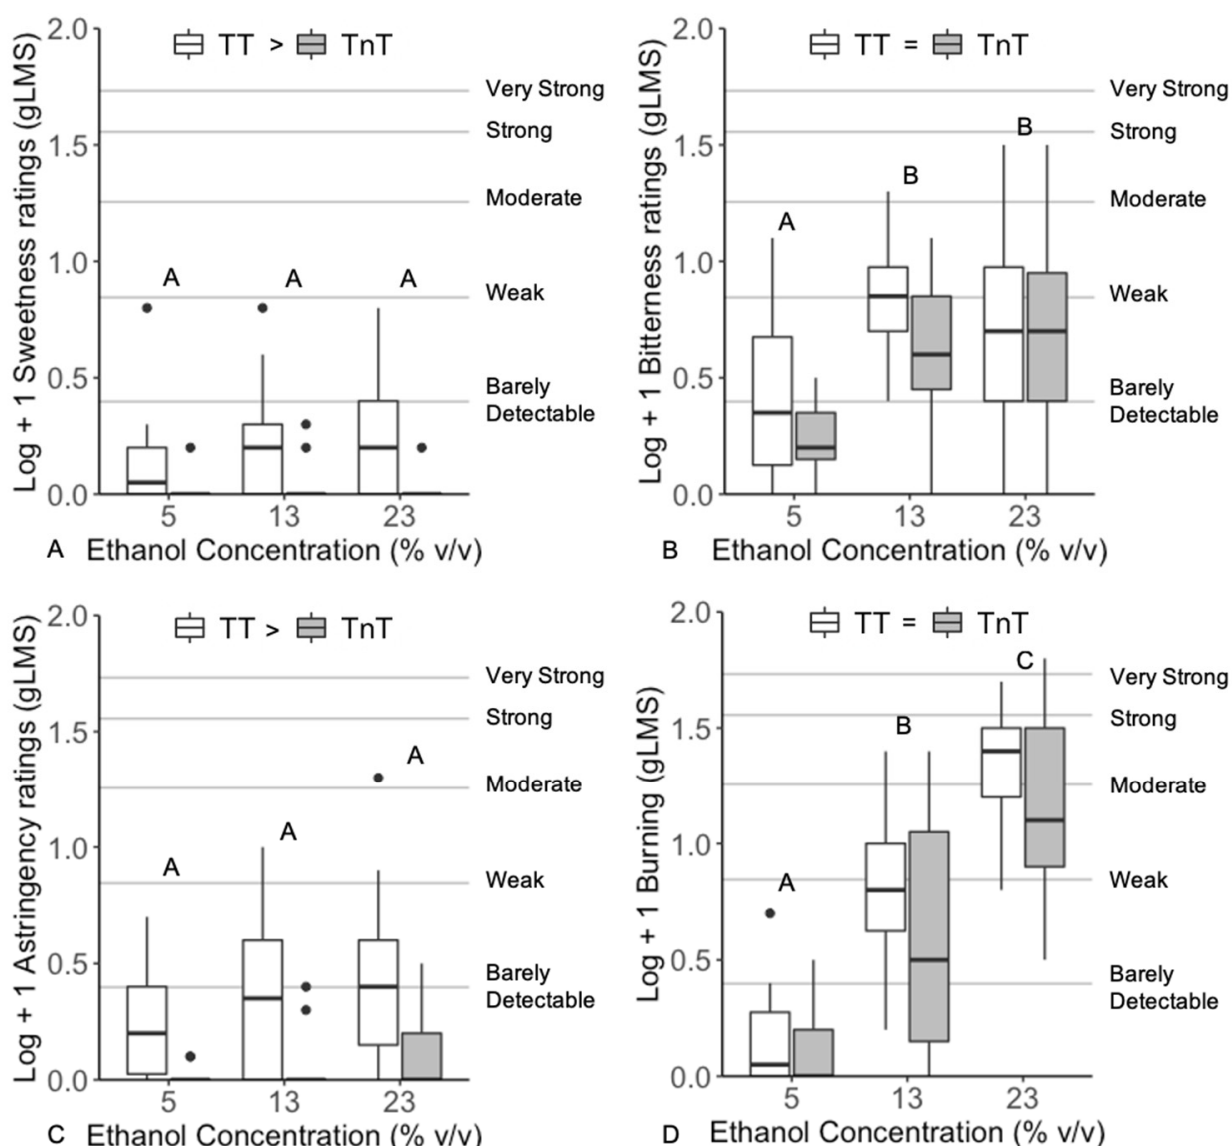 TT > TnT
Log + 1 Sweetness ratings (gLMS)
2.0
1.5
1.0
0.5
0.0
Very Strong
Strong
Moderate
Weak
Barely
Detectable
A A A
5 13 23
A Ethanol Concentration (% v/v)
TT = TnT
Log + 1 Bitterness ratings (gLMS)
2.0
1.5
1.0
0.5
0.0
Very Strong
Strong
Moderate
Weak
Barely
Detectable
A B B
5 13 23
B Ethanol Concentration (% v/v)
TT > TnT
Log + 1 Astringency ratings (gLMS)
2.0
1.5
1.0
0.5
0.0
Very Strong
Strong
Moderate
Weak
Barely
Detectable
A A A
5 13 23
C Ethanol Concentration (% v/v)
TT = TnT
Log + 1 Burning (gLMS)
2.0
1.5
1.0
0.5
0.0
Very Strong
Strong
Moderate
Weak
Barely
Detectable
A B C
5 13 23
D Ethanol Concentration (% v/v)